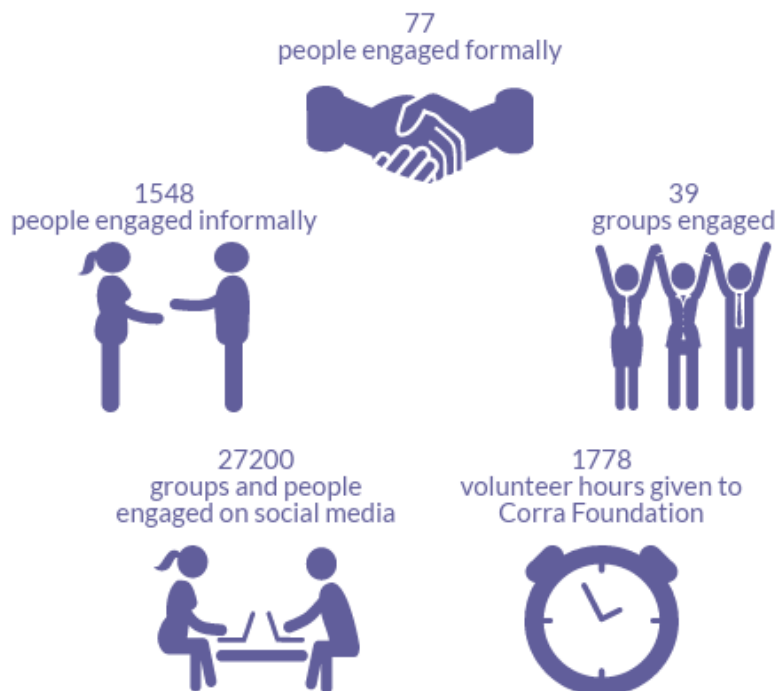 77
people engaged formally
1548
people engaged informally
39
groups engaged
27200
groups and people
engaged on social media
1778
volunteer hours given to
Corra Foundation